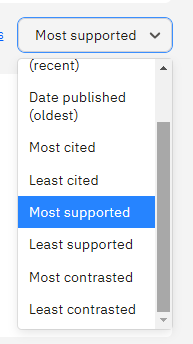 s
Most supported
(recent)
Date published
(oldest)
Most cited
Least cited
Most supported
Least supported
Most contrasted
Least contrasted